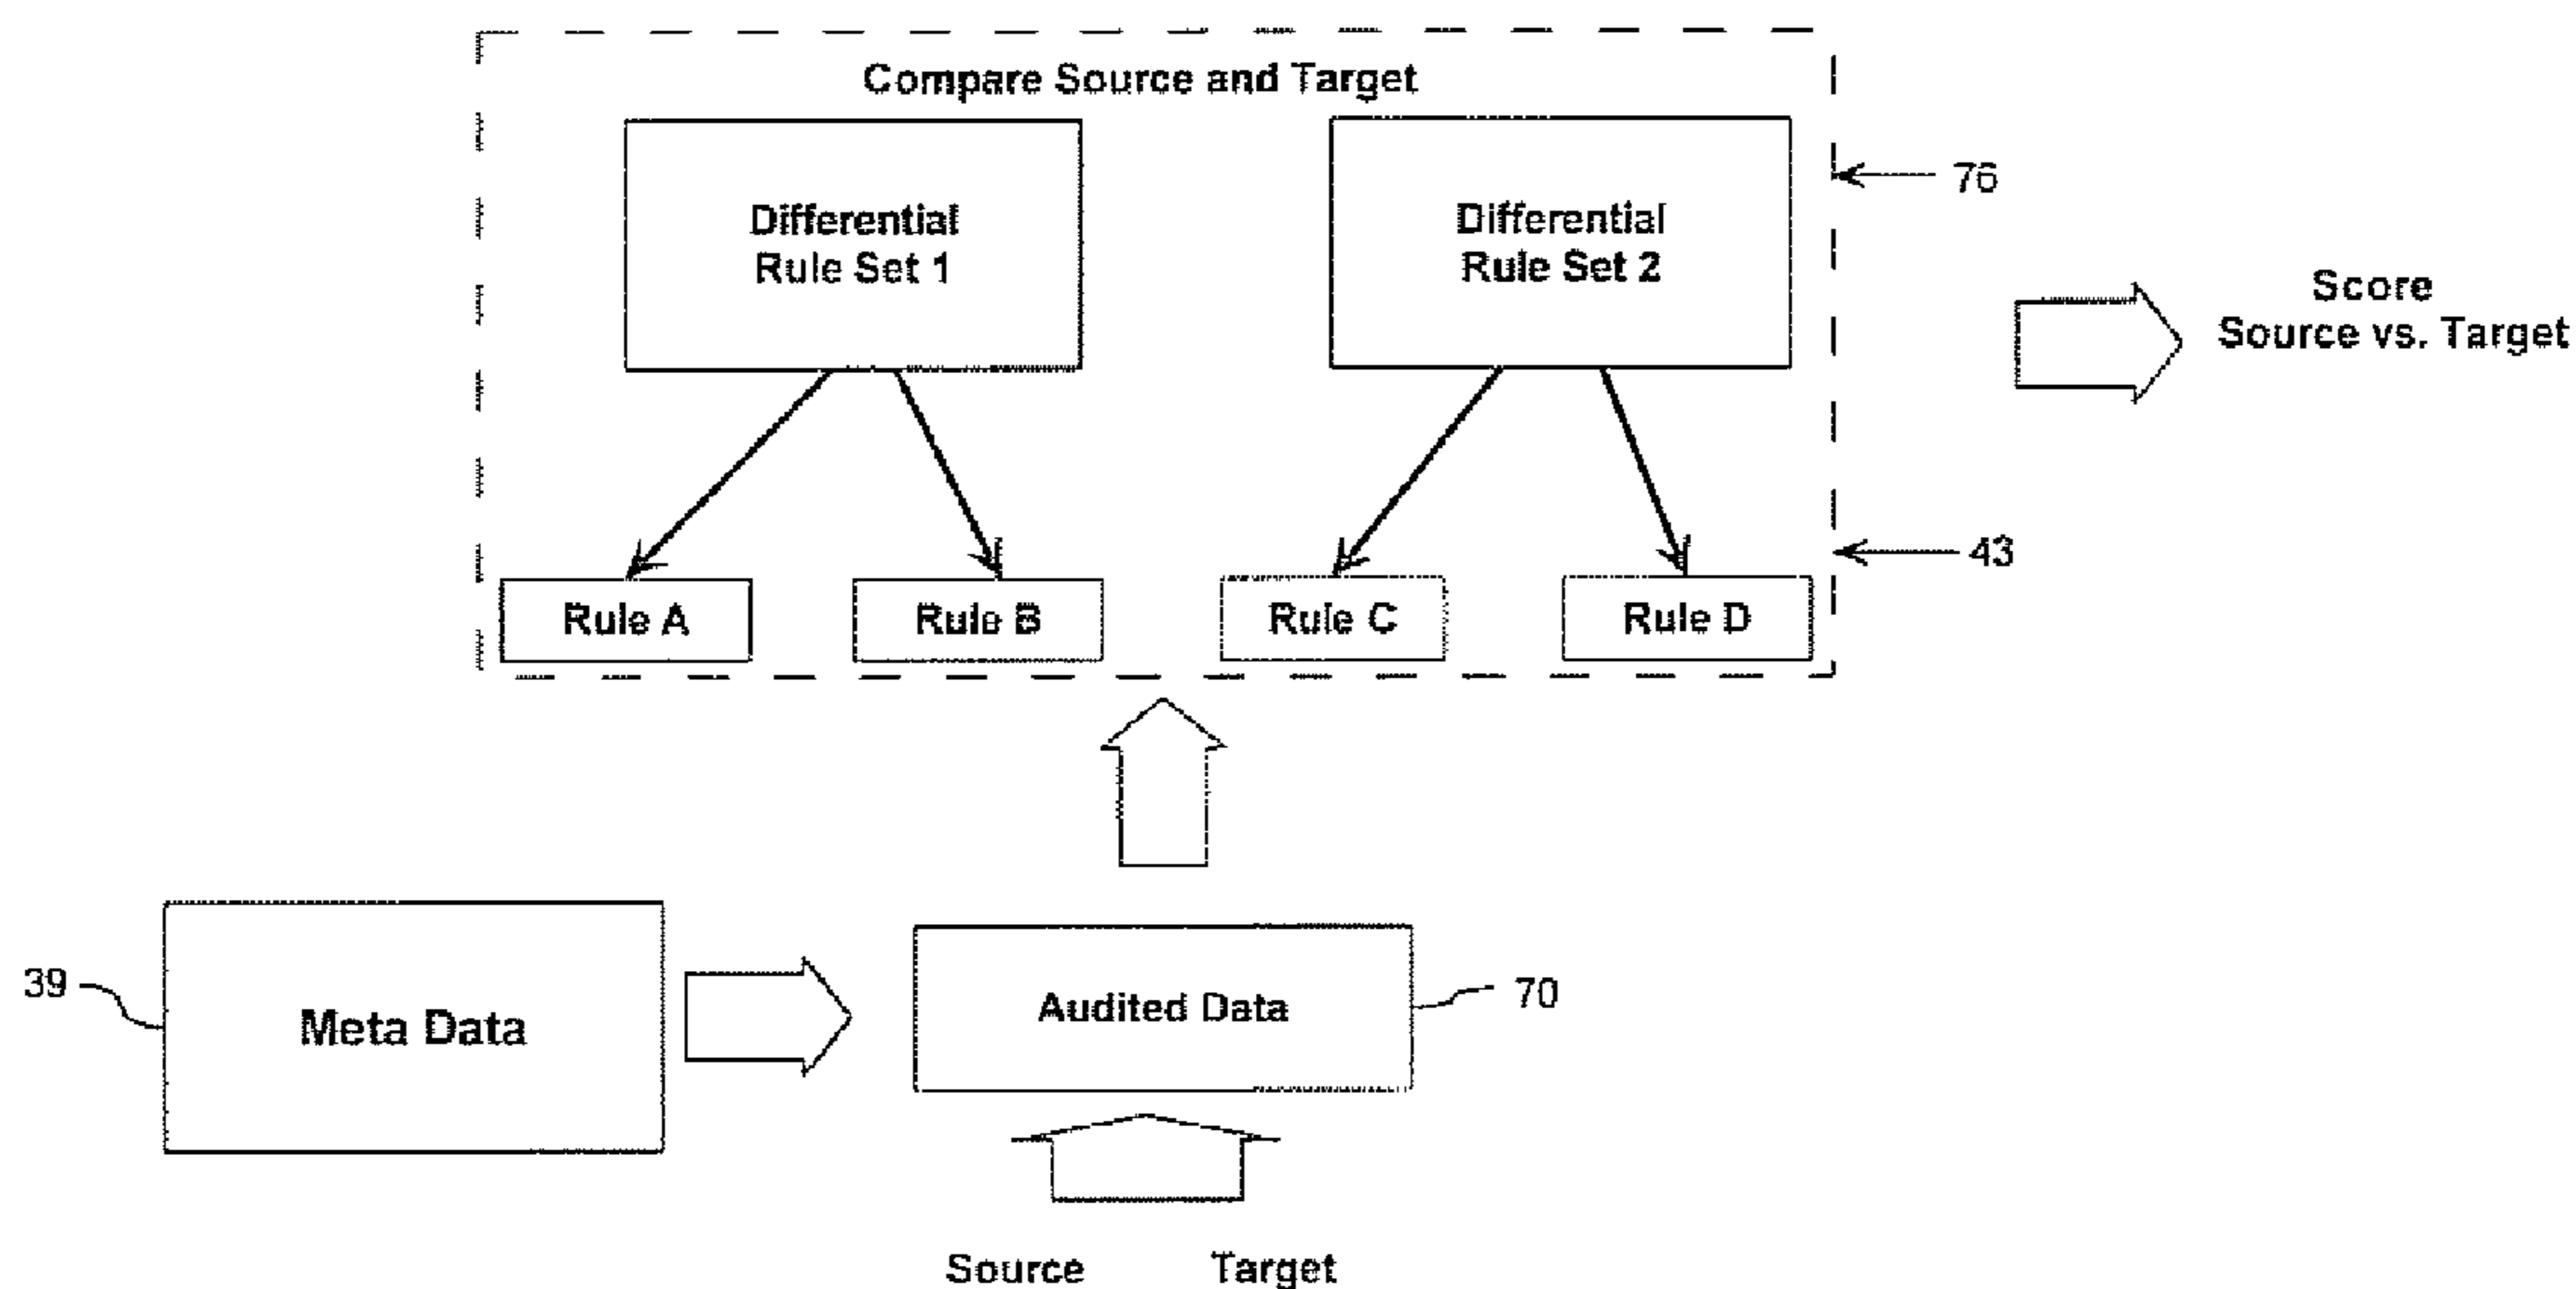 Compare Source and Target
Differential
Rule Set 1
Differential
Rule Set 2
76
Score
Source vs. Target
43
Rule A
Rule B
Rule C
Rule D
39
Meta Data
Audited Data
70
Source
Target